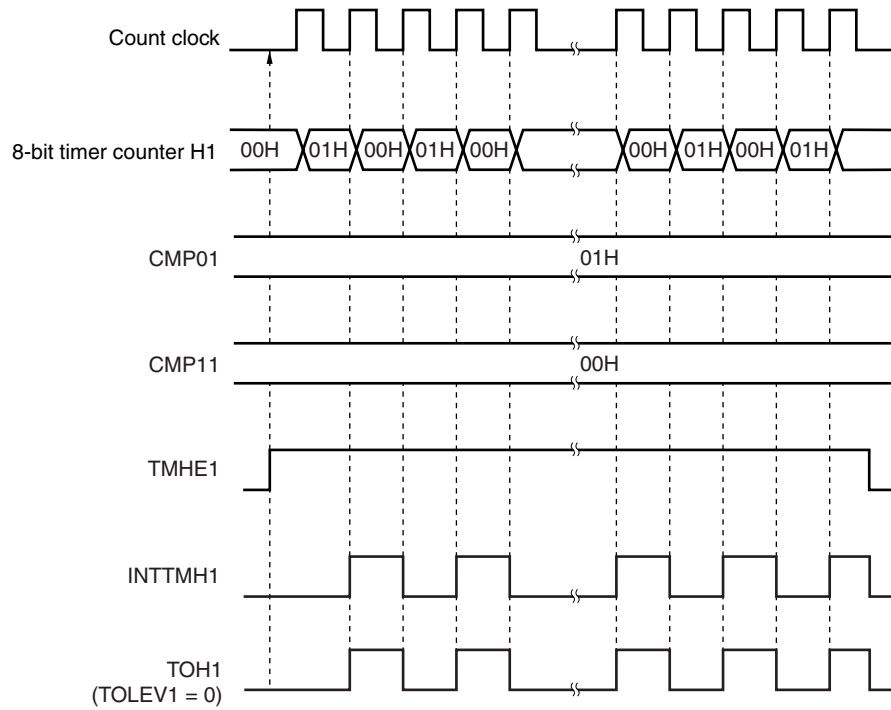 Count clock
8-bit timer counter H1 00H 01H 00H 01H 00H 00H 01H 00H 01H
CMP01 01H
CMP11 00H
TMHE1
INTTMH1
TOH1
(TOLEV1 = 0)